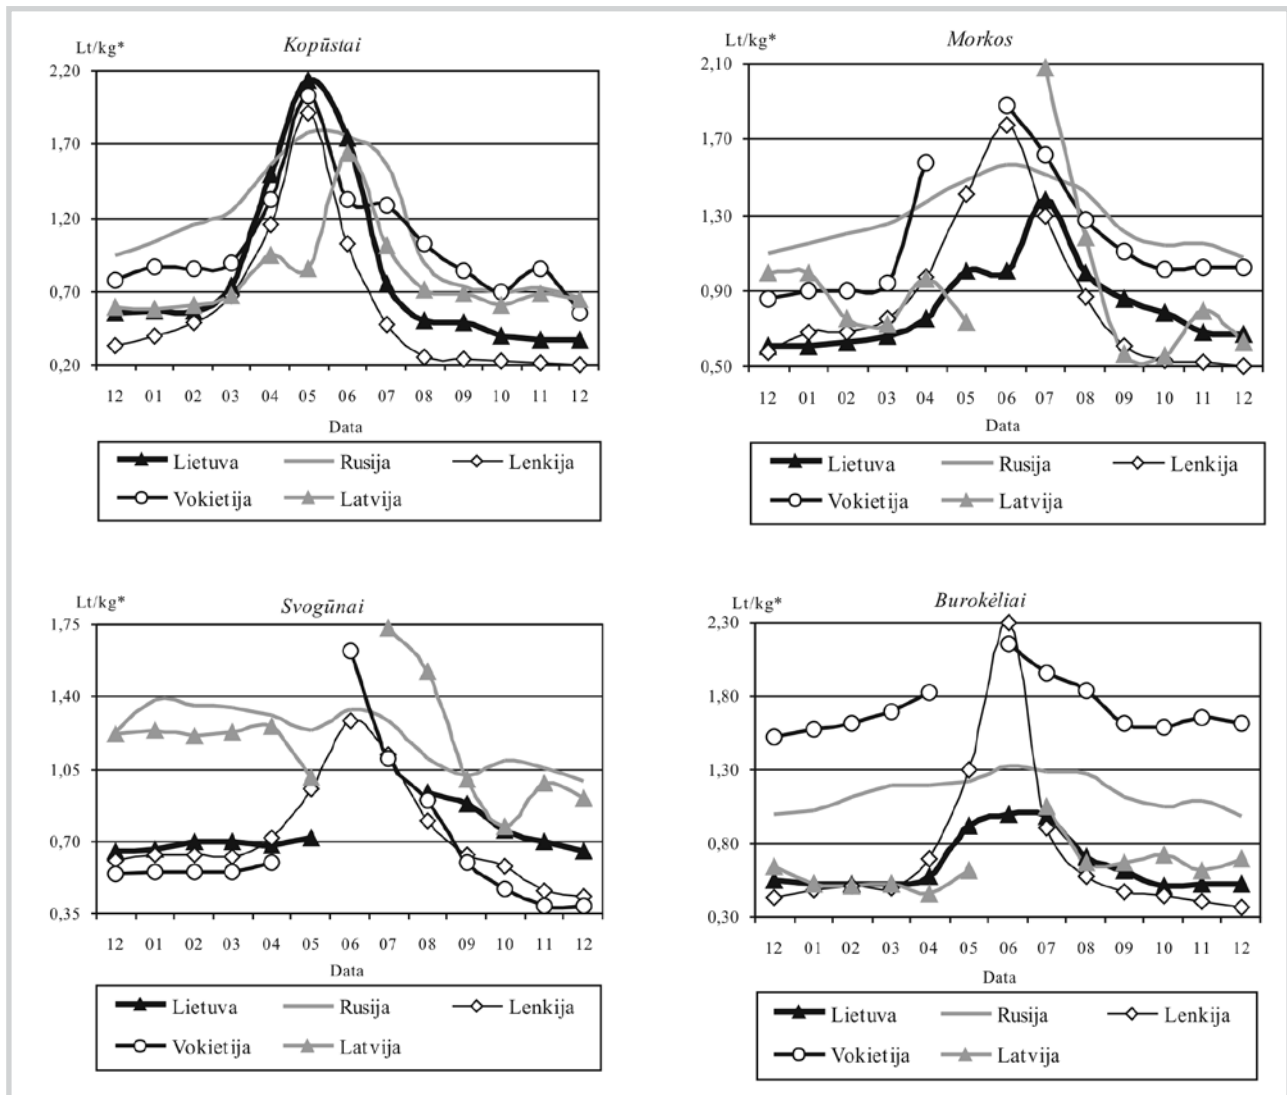 Lt/kg*
Kopūstai
2,20
1,70
1,20
0,70
0,20
12 01 02 03 04 05 06 07 08 09 10 11 12
Data
Lietuva Rusija Lenkija
Vokietija Latvija
Lt/kg*
Morkos
2,10
1,70
1,30
0,90
0,50
12 01 02 03 04 05 06 07 08 09 10 11 12
Data
Lietuva Rusija Lenkija
Vokietija Latvija
Lt/kg*
Svogūnai
1,75
1,40
1,05
0,70
0,35
12 01 02 03 04 05 06 07 08 09 10 11 12
Data
Lietuva Rusija Lenkija
Vokietija Latvija
Lt/kg*
Burokėliai
2,30
1,80
1,30
0,80
0,30
12 01 02 03 04 05 06 07 08 09 10 11 12
Data
Lietuva Rusija Lenkija
Vokietija Latvija